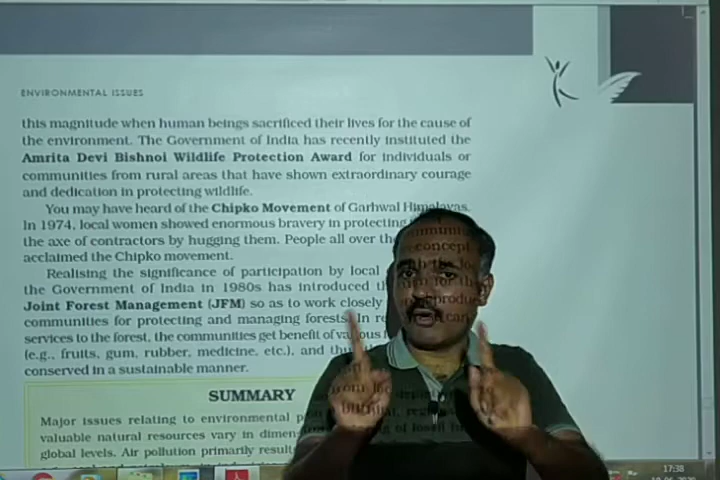 ENVIRONMENTAL ISSUES
this magnitude when human beings sacrificed their lives for the cause of
the environment. The Government of India has recently instituted the
Amrita Devi Bishnoi Wildlife Protection Award for individuals or
communities from rural areas that have shown extraordinary courage
and dedication in protecting wildlife.
You may have heard of the Chipko Movement of Garhwal Himalayas.
In 1974, local women showed enormous bravery in protecting
the axe of contractors by hugging them. People all over
acclaimed the Chipko movement.
Realising the significance of participation by local
the Government of India in 1980s has introduced
Joint Forest Management (JFM) so as to work closely
communities for protecting and managing forests. In
services to the forest, the communities get benefit of
(e.g., fruits, gum, rubber, medicine, etc.), and
conserved in a sustainable manner.
SUMMARY
Major issues relating to environmental
valuable natural resources vary in
global levels. Air pollution primarily
17:38